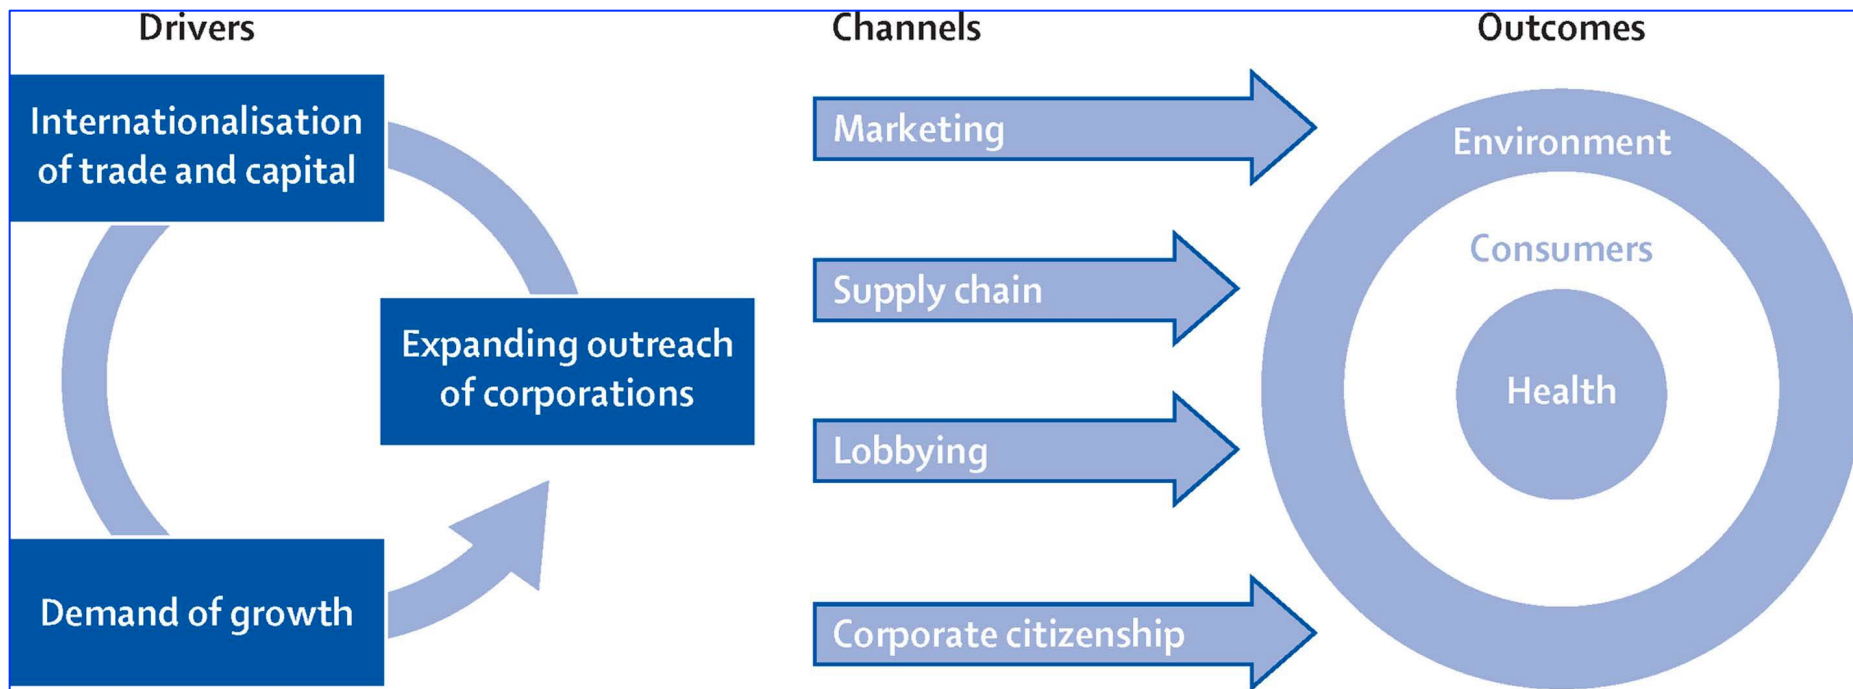 Drivers
Channels
Outcomes
Internationalisation
of trade and capital
Expanding outreach
of corporations
Demand of growth
Marketing
Supply chain
Lobbying
Corporate citizenship
Environment
Consumers
Health